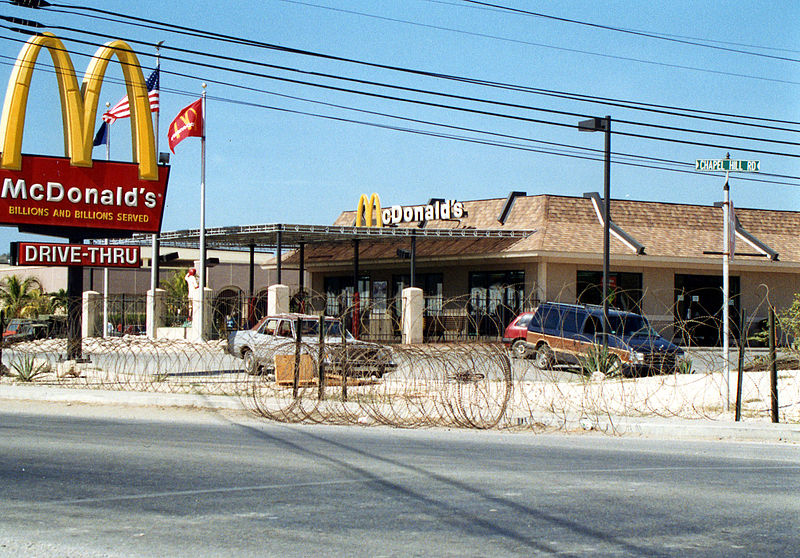 McDonald's
BILLIONS AND BILLIONS SERVED
DRIVE-THRU
McDonald's
CHAPEL HILL RD